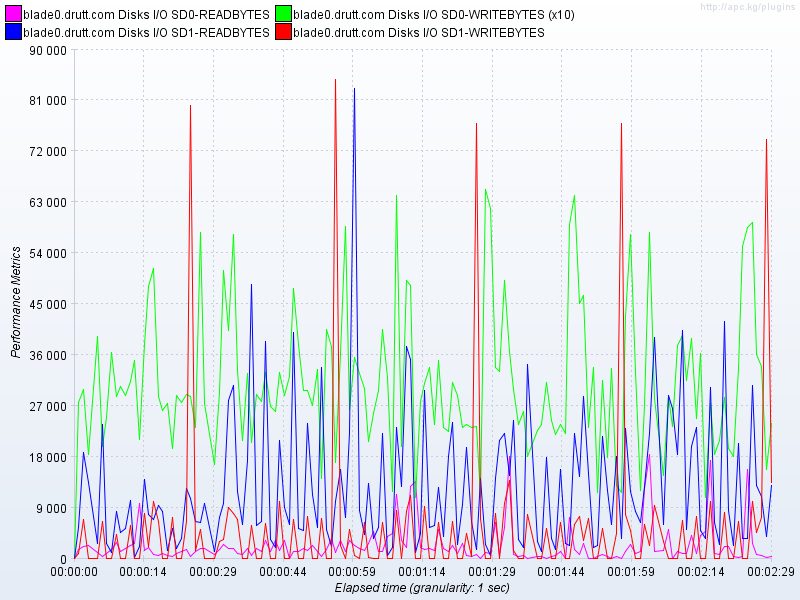 http://apc.kg/plugins
blade0.drutt.com Disks I/O SD0-READBYTES blade0.drutt.com Disks I/O SD0-WRITEBYTES (x10)
blade0.drutt.com Disks I/O SD1-READBYTES blade0.drutt.com Disks I/O SD1-WRITEBYTES
90 000
81 000
72 000
63 000
54 000
45 000
36 000
27 000
18 000
9 000
0
Performance Metrics
00:00:00 00:00:14 00:00:29 00:00:44 00:00:59 00:01:14 00:01:29 00:01:44 00:01:59 00:02:14 00:02:29
Elapsed time (granularity: 1 sec)